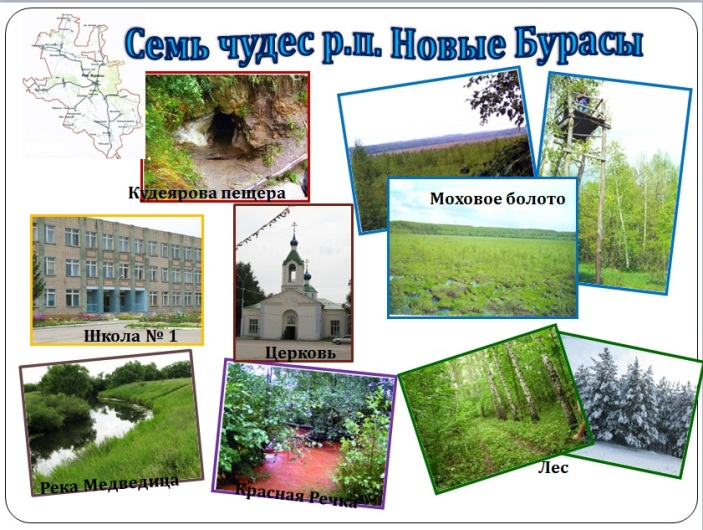 Семь чудес р.п. Новые Бурасы
Кудеярова пещера
Моховое болото
Школа № 1
Церковь
Река Медведица
Красная Речка
Лес